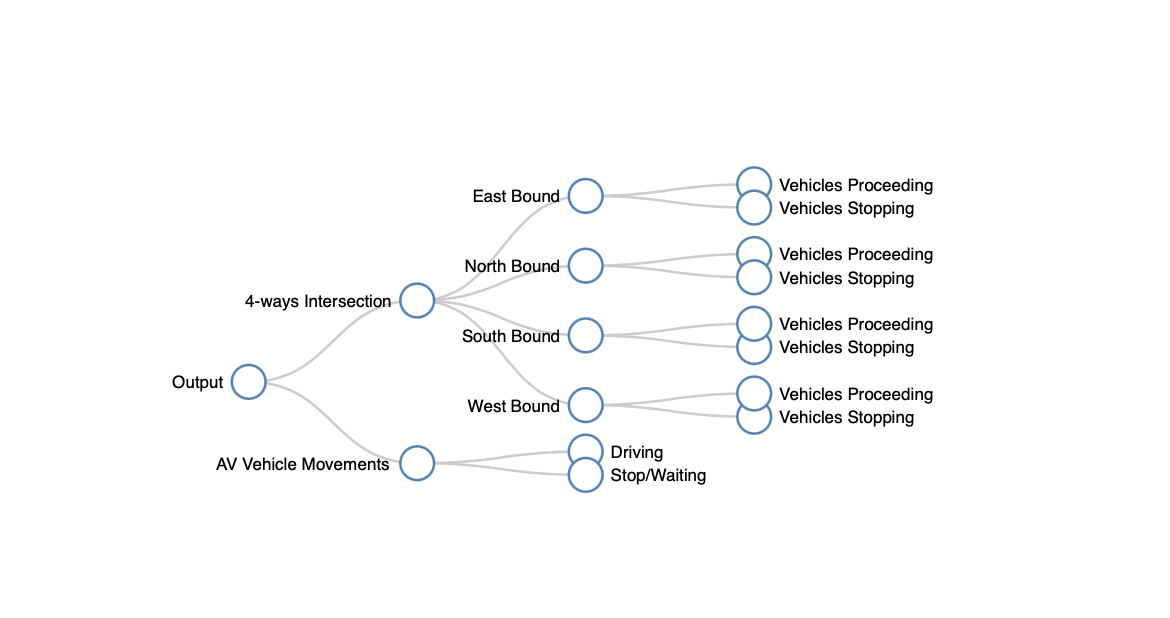 East Bound
Vehicles Proceeding
Vehicles Stopping
North Bound
Vehicles Proceeding
Vehicles Stopping
4-ways Intersection
South Bound
Vehicles Proceeding
Vehicles Stopping
Output
West Bound
Vehicles Proceeding
Vehicles Stopping
AV Vehicle Movements
Driving
Stop/Waiting